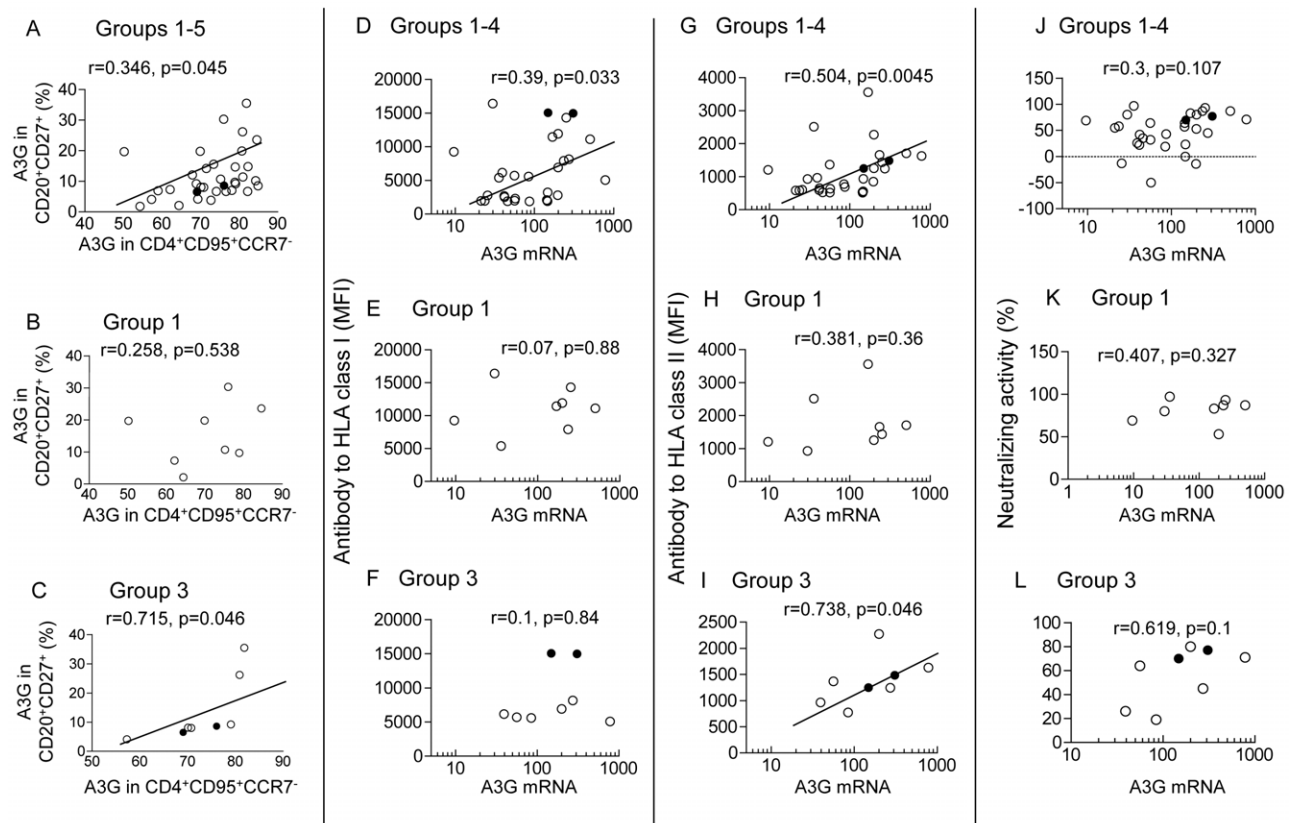 A Groups 1-5
r=0.346, p=0.045
A3G in
CD20⁺CD27⁺ (%)
40
30
20
10
0
40 50 60 70 80 90
A3G in CD4⁺CD95⁺CCR7⁻
B Group 1
r=0.258, p=0.538
A3G in
CD20⁺CD27⁺ (%)
40
20
0
40 50 60 70 80 90
A3G in CD4⁺CD95⁺CCR7⁻
C Group 3
r=0.715, p=0.046
A3G in
CD20⁺CD27⁺ (%)
40
30
20
10
0
50 60 70 80 90
A3G in CD4⁺CD95⁺CCR7⁻
Antibody to HLA class I (MFI)
D Groups 1-4
r=0.39, p=0.033
20000
15000
10000
5000
0
10 100 1000
A3G mRNA
E Group 1
r=0.07, p=0.88
20000
15000
10000
5000
0
10 100 1000
A3G mRNA
F Group 3
r=0.1, p=0.84
20000
15000
10000
5000
0
10 100 1000
A3G mRNA
Antibody to HLA class II (MFI)
G Groups 1-4
r=0.504, p=0.0045
4000
3000
2000
1000
0
10 100 1000
A3G mRNA
H Group 1
r=0.381, p=0.36
4000
3000
2000
1000
0
10 100 1000
A3G mRNA
I Group 3
r=0.738, p=0.046
2500
2000
1500
1000
500
0
10 100 1000
A3G mRNA
Neutralizing activity (%)
J Groups 1-4
r=0.3, p=0.107
150
100
50
0
-50
-100
10 100 1000
A3G mRNA
K Group 1
r=0.407, p=0.327
150
100
50
0
1 10 100 1000
A3G mRNA
L Group 3
r=0.619, p=0.1
100
80
60
40
20
0
10 100 1000
A3G mRNA